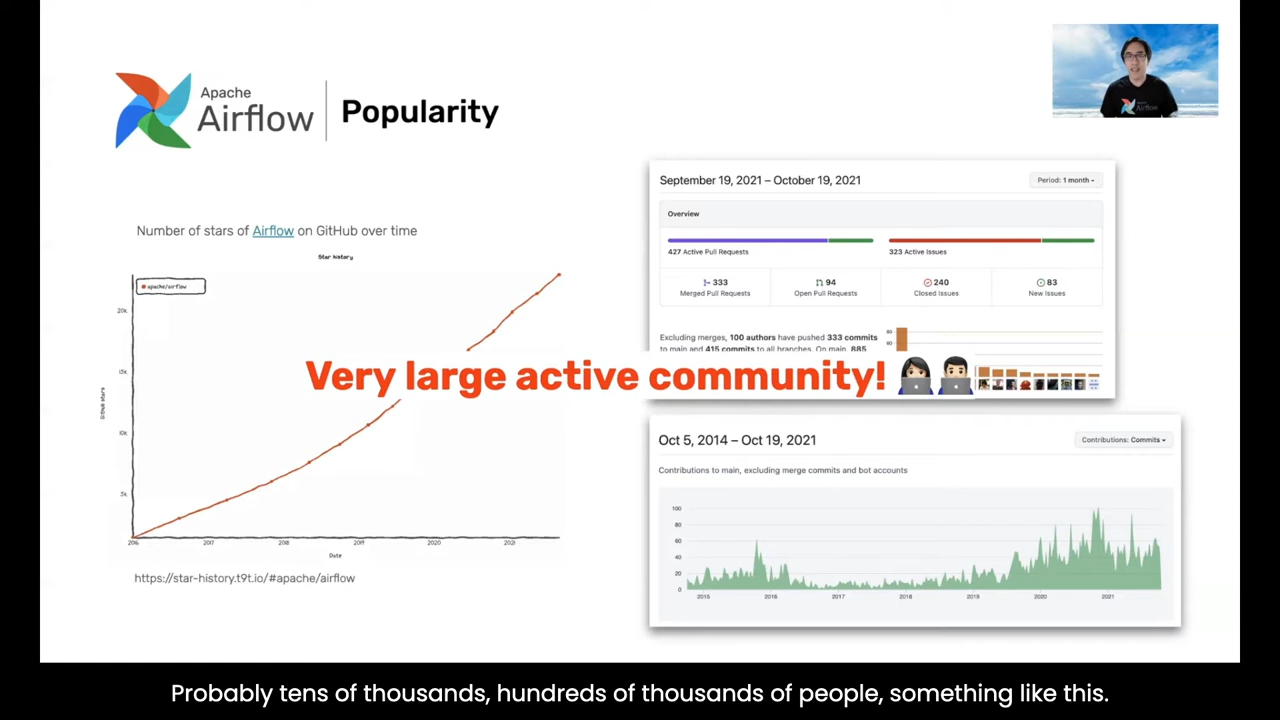 Apache
Airflow
Popularity
Number of stars of Airflow on GitHub over time
Star history
apache/airflow
20k
15k
10k
5k
GitHub stars
2016 2017 2018 2019 2020 2021
Date
https://star-history.t9t.io/#apache/airflow
September 19, 2021 – October 19, 2021
Period: 1 month
Overview
427 Active Pull Requests
323 Active Issues
333
Merged Pull Requests
94
Open Pull Requests
240
Closed Issues
83
New Issues
Excluding merges, 100 authors have pushed 333 commits
to main and 415 commits to all branches. On main, 885
80
60
Very large active community!
Oct 5, 2014 – Oct 19, 2021
Contributions: Commits
Contributions to main, excluding merge commits and bot accounts
100
80
60
40
20
0
2015 2016 2017 2018 2019 2020 2021
Probably tens of thousands, hundreds of thousands of people, something like this.